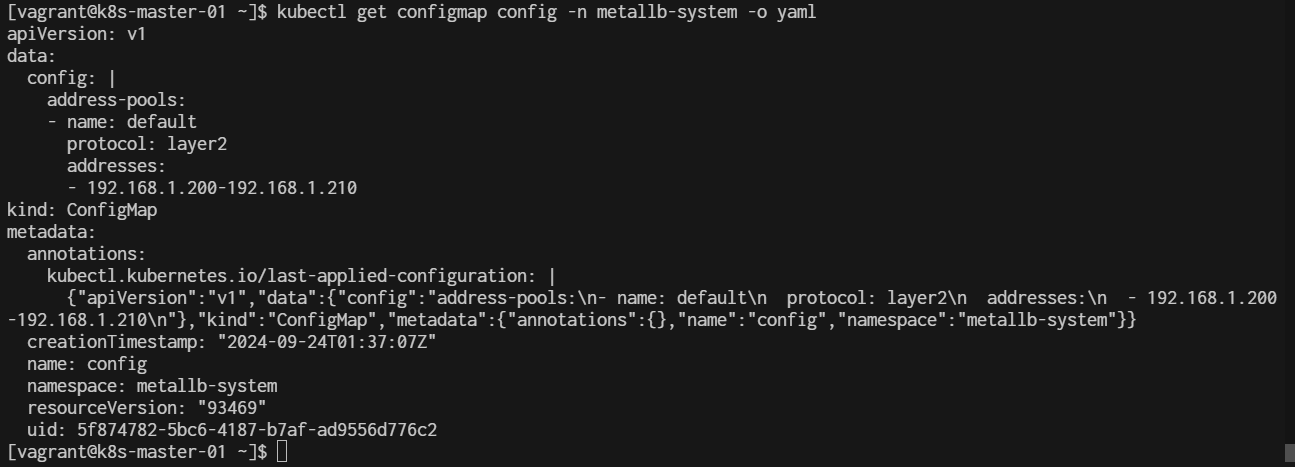 [vagrant@k8s-master-01 ~]$ kubectl get configmap config -n metallb-system -o yaml
apiVersion: v1
data:
  config: |
    address-pools:
    - name: default
      protocol: layer2
      addresses:
      - 192.168.1.200-192.168.1.210
kind: ConfigMap
metadata:
  annotations:
    kubectl.kubernetes.io/last-applied-configuration: |
      {"apiVersion":"v1","data":{"config":"address-pools:\n- name: default\n  protocol: layer2\n  addresses:\n  - 192.168.1.200
-192.168.1.210\n"},"kind":"ConfigMap","metadata":{"annotations":{},"name":"config","namespace":"metallb-system"}}
  creationTimestamp: "2024-09-24T01:37:07Z"
  name: config
  namespace: metallb-system
  resourceVersion: "93469"
  uid: 5f874782-5bc6-4187-b7af-ad9556d776c2
[vagrant@k8s-master-01 ~]$